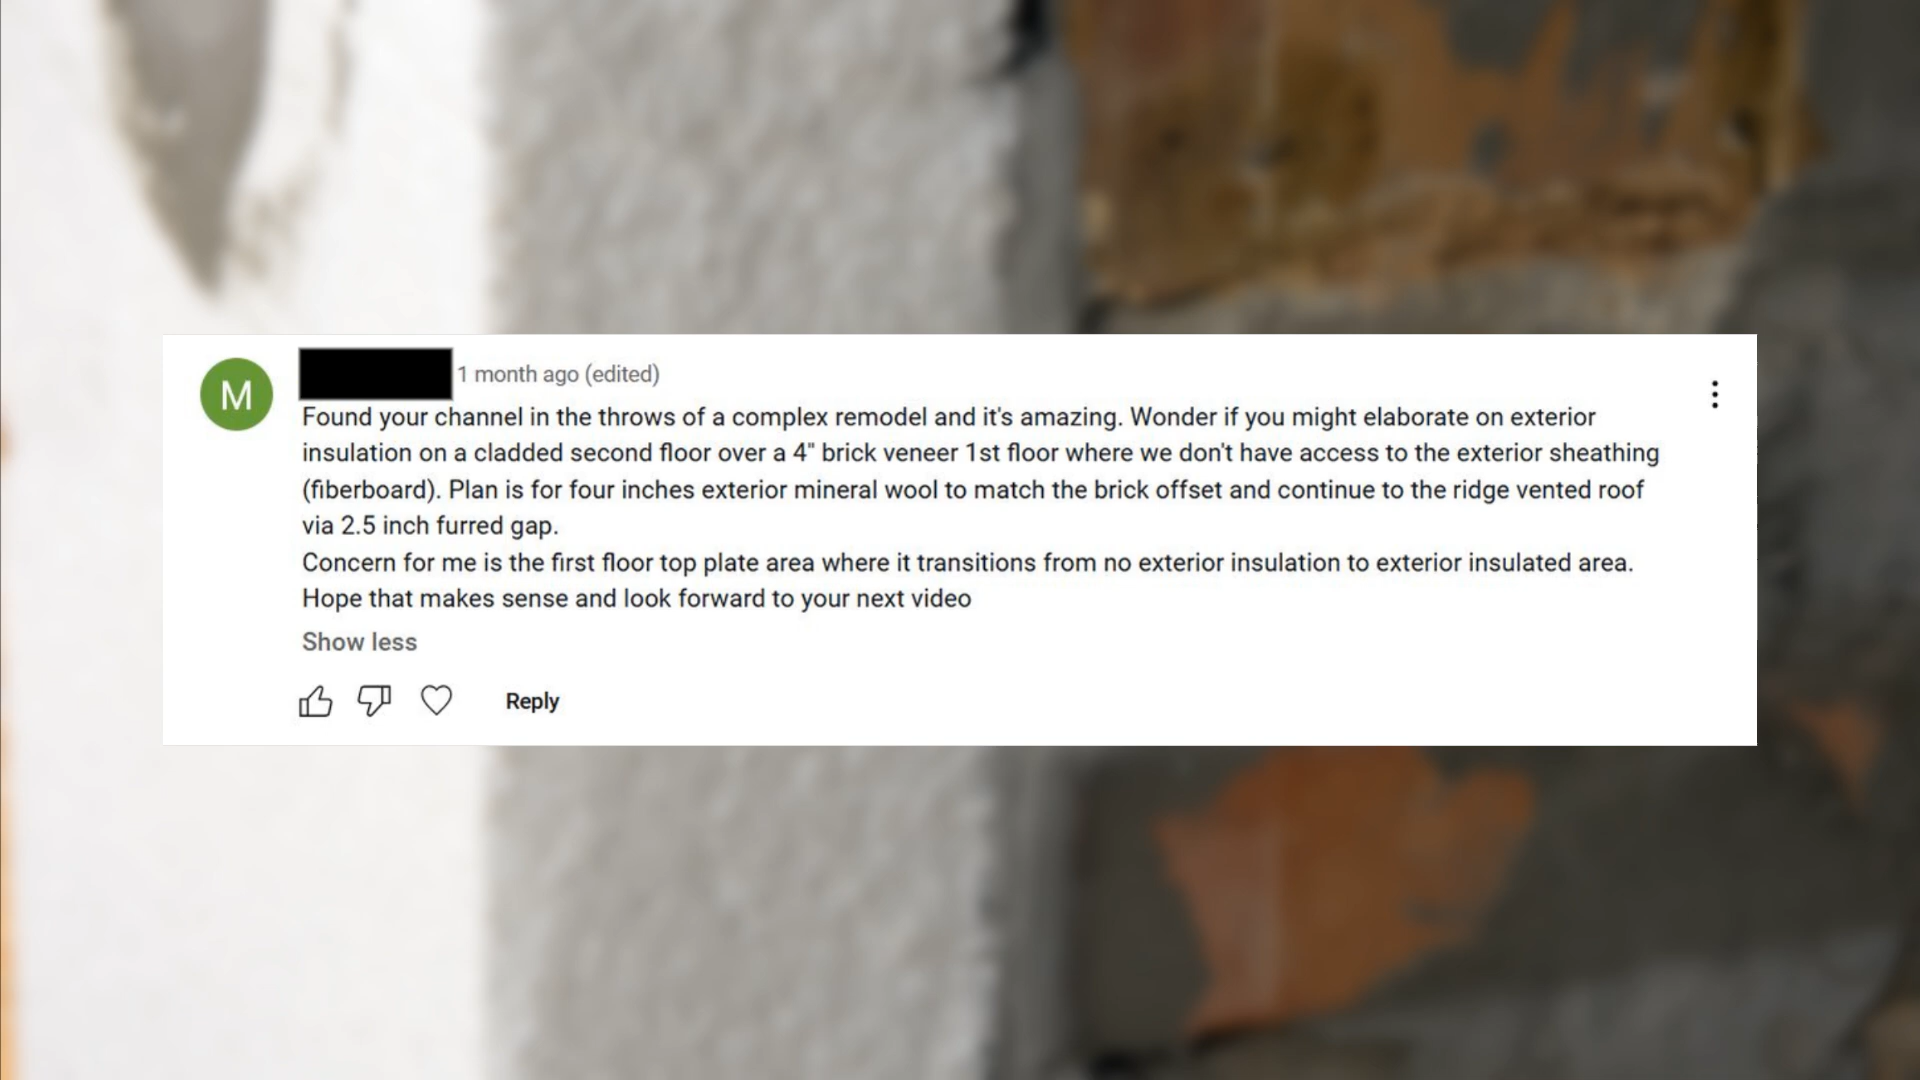 M
1 month ago (edited)
Found your channel in the throws of a complex remodel and it's amazing. Wonder if you might elaborate on exterior
insulation on a cladded second floor over a 4" brick veneer 1st floor where we don't have access to the exterior sheathing
(fiberboard). Plan is for four inches exterior mineral wool to match the brick offset and continue to the ridge vented roof
via 2.5 inch furred gap.
Concern for me is the first floor top plate area where it transitions from no exterior insulation to exterior insulated area.
Hope that makes sense and look forward to your next video
Show less
Reply